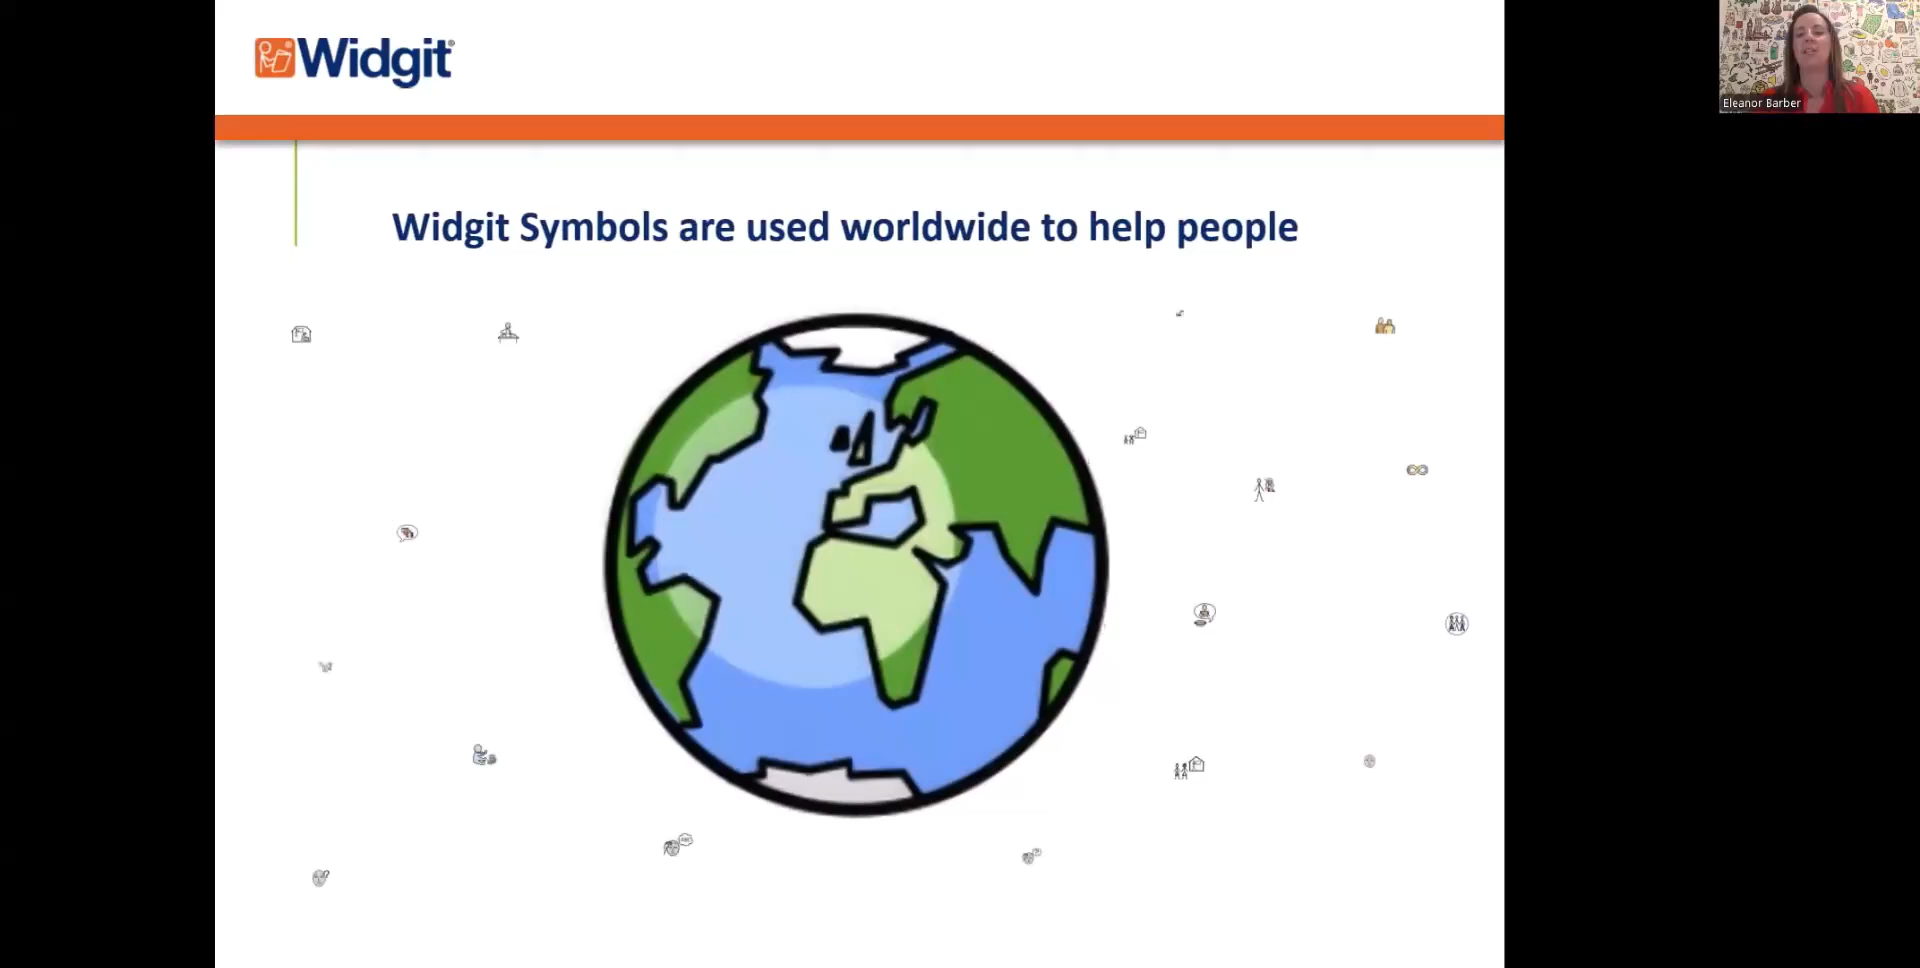 Widgit
Eleanor Barber
Widgit Symbols are used worldwide to help people